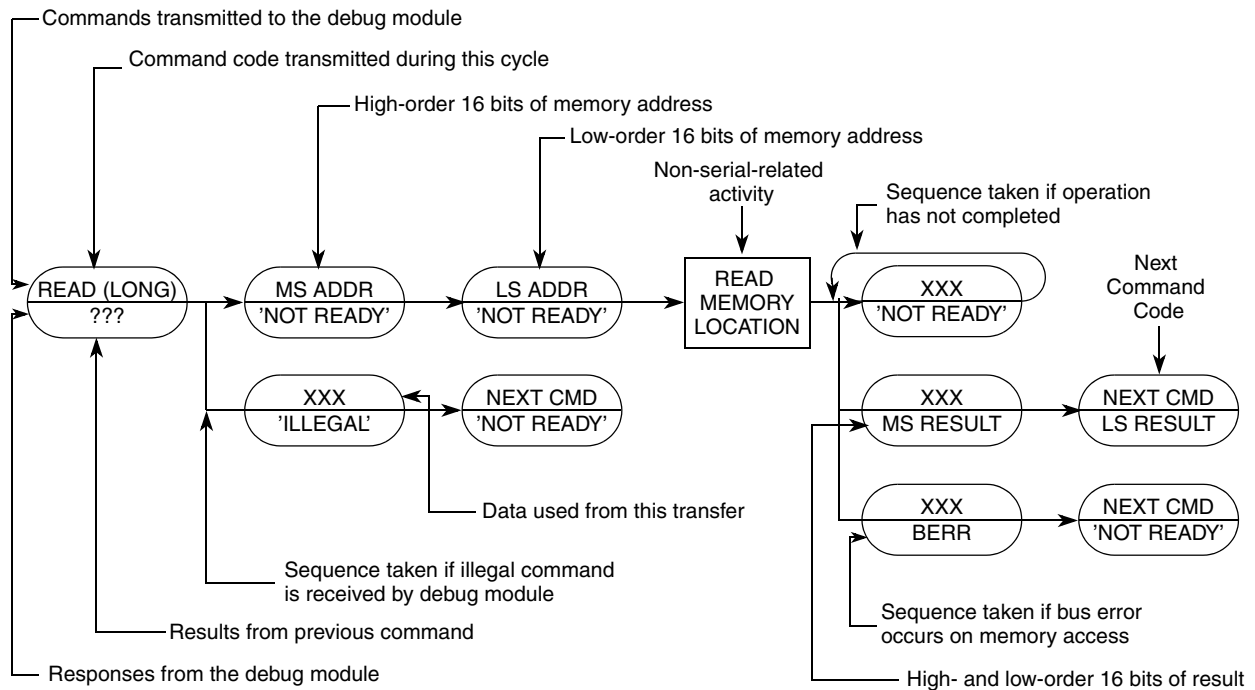 Commands transmitted to the debug module
Command code transmitted during this cycle
High-order 16 bits of memory address
Low-order 16 bits of memory address
Non-serial-related
activity
Sequence taken if operation
has not completed
Next
Command
Code
READ (LONG)
???
MS ADDR
'NOT READY'
LS ADDR
'NOT READY'
READ
MEMORY
LOCATION
XXX
'NOT READY'
XXX
'ILLEGAL'
NEXT CMD
'NOT READY'
XXX
MS RESULT
NEXT CMD
LS RESULT
Data used from this transfer
XXX
BERR
NEXT CMD
'NOT READY'
Sequence taken if illegal command
is received by debug module
Sequence taken if bus error
occurs on memory access
Results from previous command
Responses from the debug module
High- and low-order 16 bits of result